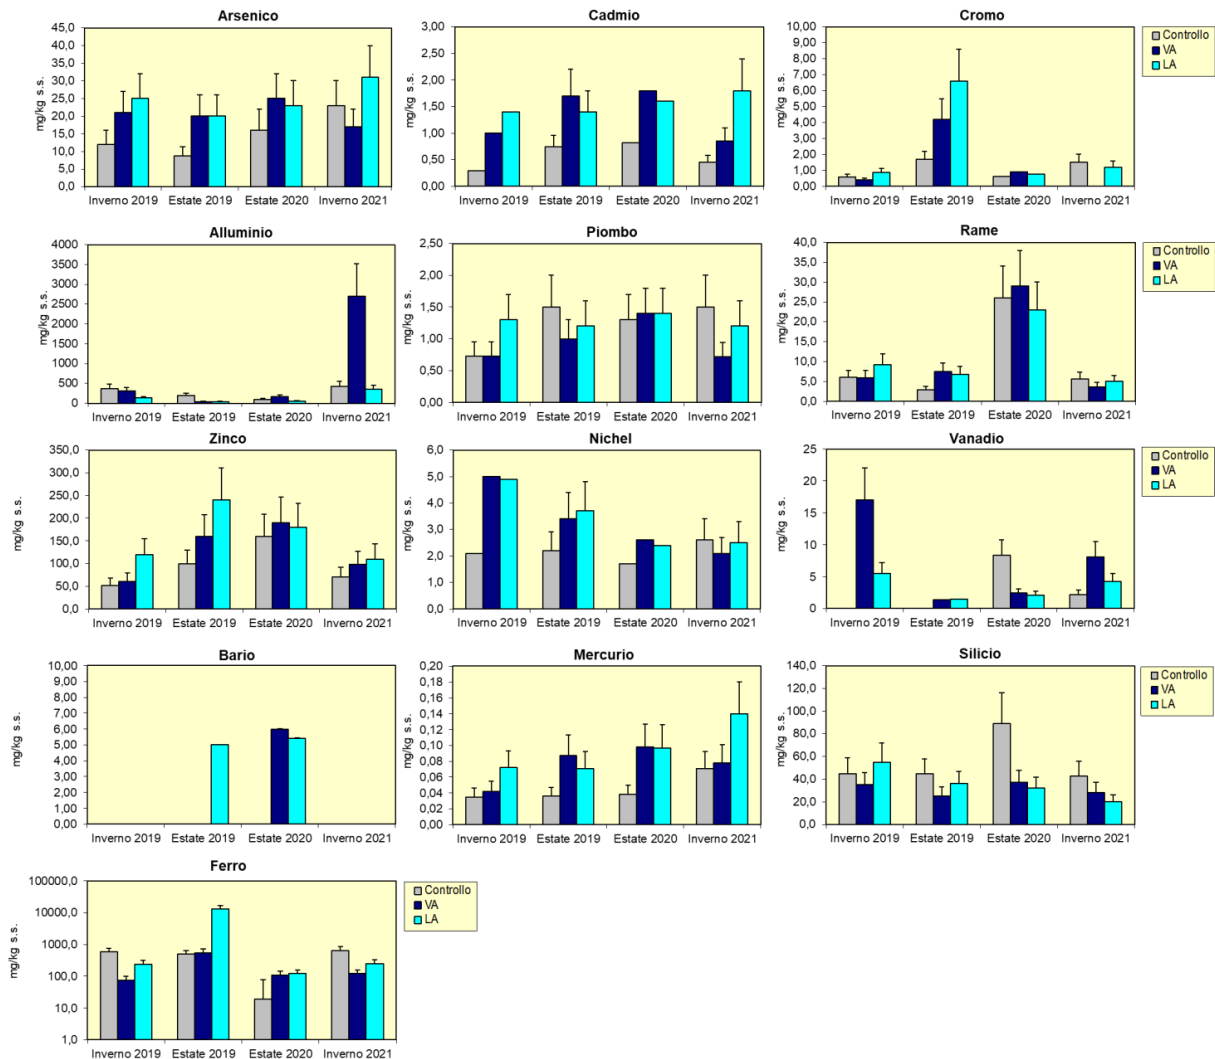 Arsenico
mg/kg s.s.
45,0
40,0
35,0
30,0
25,0
20,0
15,0
10,0
5,0
0,0
Inverno 2019 Estate 2019 Estate 2020 Inverno 2021
Cadmio
mg/kg s.s.
3,00
2,50
2,00
1,50
1,00
0,50
0,00
Inverno 2019 Estate 2019 Estate 2020 Inverno 2021
Cromo
mg/kg s.s.
10,00
9,00
8,00
7,00
6,00
5,00
4,00
3,00
2,00
1,00
0,00
Inverno 2019 Estate 2019 Estate 2020 Inverno 2021
Controllo
VA
LA
Alluminio
mg/kg s.s.
4000
3500
3000
2500
2000
1500
1000
500
0
Inverno 2019 Estate 2019 Estate 2020 Inverno 2021
Piombo
mg/kg s.s.
2,50
2,00
1,50
1,00
0,50
0,00
Inverno 2019 Estate 2019 Estate 2020 Inverno 2021
Rame
mg/kg s.s.
40,0
35,0
30,0
25,0
20,0
15,0
10,0
5,0
0,0
Inverno 2019 Estate 2019 Estate 2020 Inverno 2021
Controllo
VA
LA
Zinco
mg/kg s.s.
350,0
300,0
250,0
200,0
150,0
100,0
50,0
0,0
Inverno 2019 Estate 2019 Estate 2020 Inverno 2021
Nichel
mg/kg s.s.
6,0
5,0
4,0
3,0
2,0
1,0
0,0
Inverno 2019 Estate 2019 Estate 2020 Inverno 2021
Vanadio
mg/kg s.s.
25
20
15
10
5
0
Inverno 2019 Estate 2019 Estate 2020 Inverno 2021
Controllo
VA
LA
Bario
mg/kg s.s.
10,00
9,00
8,00
7,00
6,00
5,00
4,00
3,00
2,00
1,00
0,00
Inverno 2019 Estate 2019 Estate 2020 Inverno 2021
Mercurio
mg/kg s.s.
0,20
0,18
0,16
0,14
0,12
0,10
0,08
0,06
0,04
0,02
0,00
Inverno 2019 Estate 2019 Estate 2020 Inverno 2021
Silicio
mg/kg s.s.
140,0
120,0
100,0
80,0
60,0
40,0
20,0
0,0
Inverno 2019 Estate 2019 Estate 2020 Inverno 2021
Controllo
VA
LA
Ferro
mg/kg s.s.
100000,0
10000,0
1000,0
100,0
10,0
1,0
Inverno 2019 Estate 2019 Estate 2020 Inverno 2021
Controllo
VA
LA